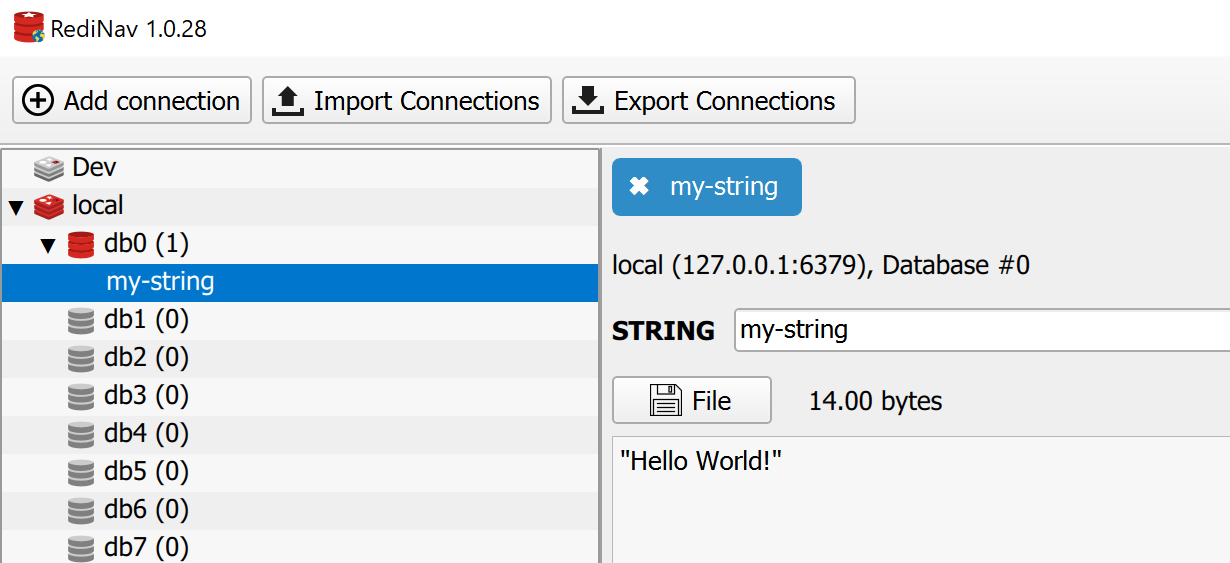 RediNav 1.0.28
Add connection Import Connections Export Connections
Dev
local
db0 (1)
my-string
db1 (0)
db2 (0)
db3 (0)
db4 (0)
db5 (0)
db6 (0)
db7 (0)
my-string
local (127.0.0.1:6379), Database #0
STRING my-string
File 14.00 bytes
"Hello World!"